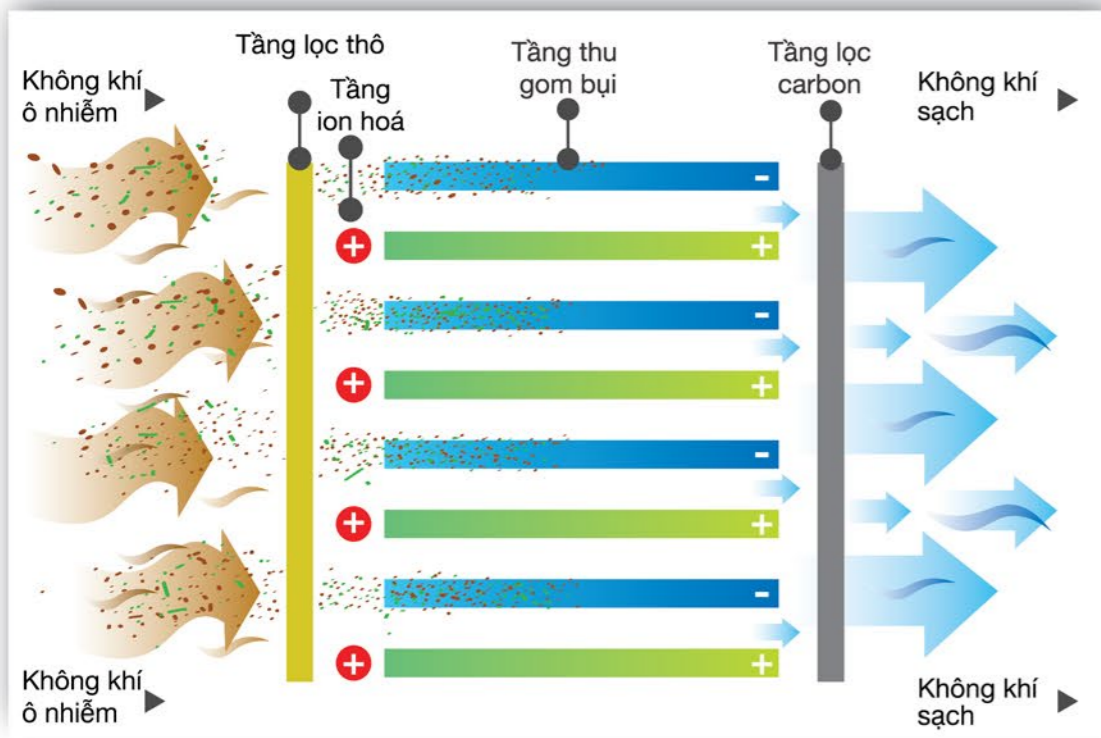 Không khí
ô nhiễm
Tầng lọc thô
Tầng
ion hoá
Tầng thu
gom bụi
Tầng lọc
carbon
Không khí
sạch
-
+
+
-
+
+
-
+
+
-
+
+
Không khí
ô nhiễm
Không khí
sạch